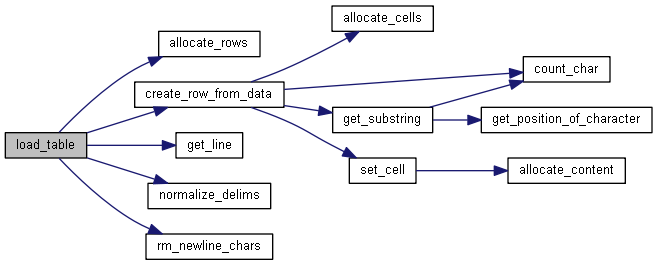 load_table
allocate_rows
create_row_from_data
get_line
normalize_delims
rm_newline_chars
allocate_cells
count_char
get_substring
get_position_of_character
set_cell
allocate_content